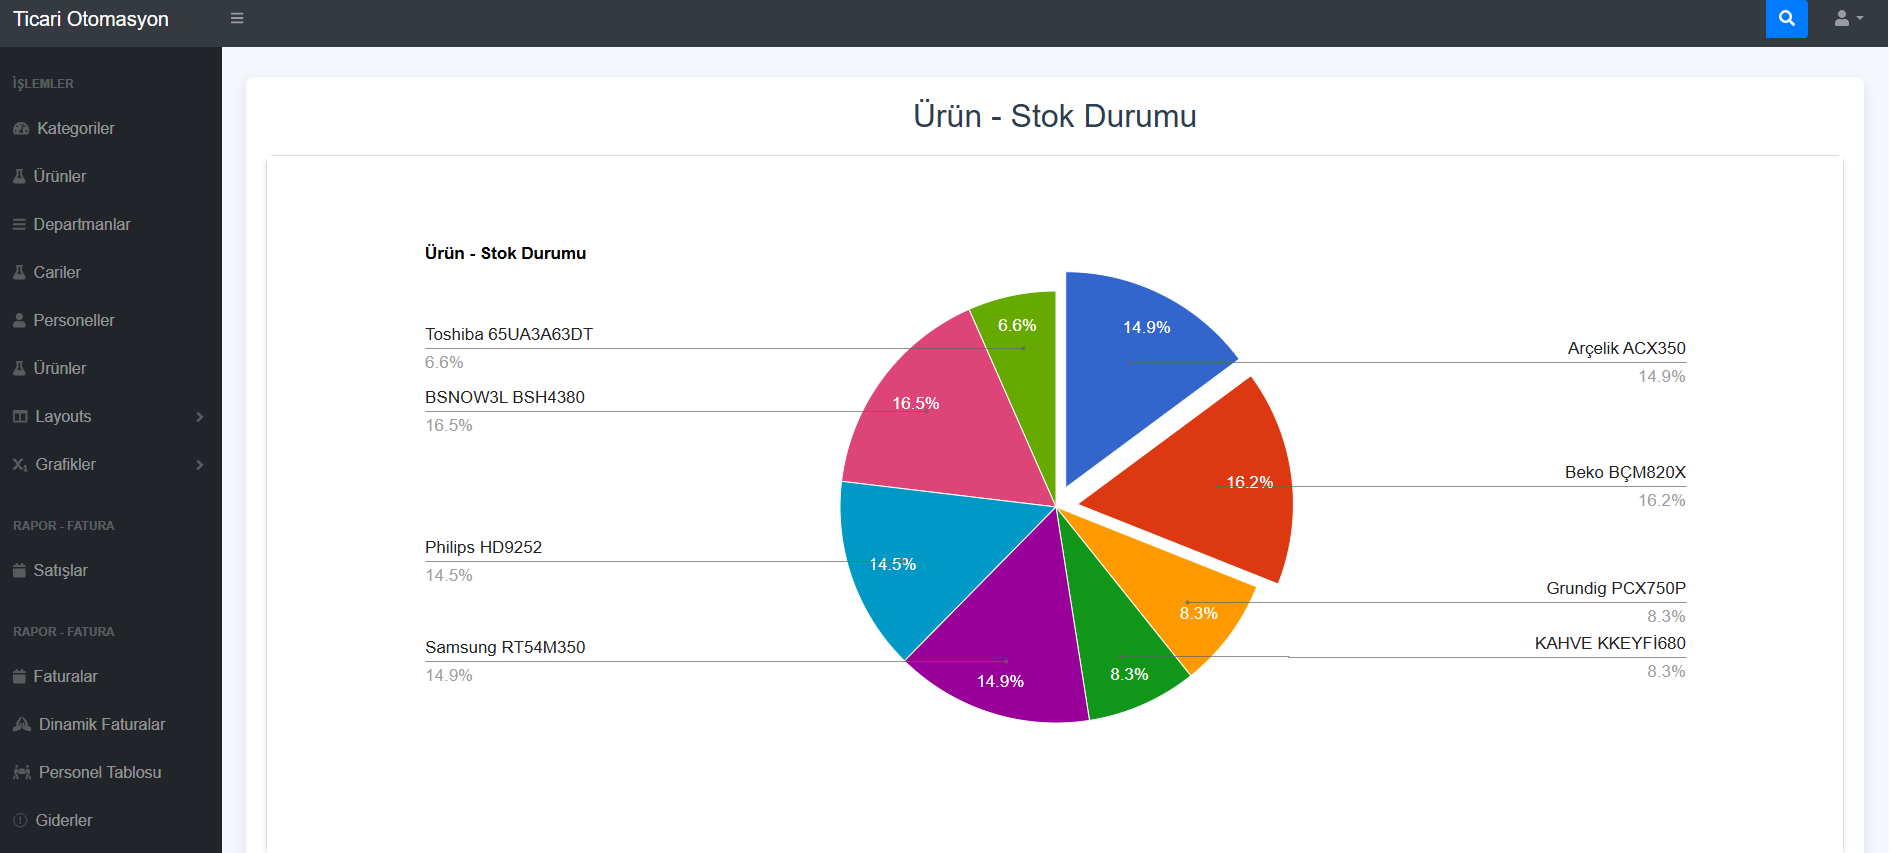 Ticari Otomasyon
İŞLEMLER
Kategoriler
Ürünler
Departmanlar
Cariler
Personeller
Ürünler
Layouts
Grafikler
RAPOR - FATURA
Satışlar
RAPOR - FATURA
Faturalar
Dinamik Faturalar
Personel Tablosu
Giderler
Ürün - Stok Durumu
Ürün - Stok Durumu
Toshiba 65UA3A63DT
6.6%
BSNOW3L BSH4380
16.5%
Philips HD9252
14.5%
Samsung RT54M350
14.9%
6.6%
14.9%
16.5%
16.2%
14.5%
8.3%
8.3%
14.9%
Arçelik ACX350
14.9%
Beko BÇM820X
16.2%
Grundig PCX750P
8.3%
KAHVE KKEYFİ680
8.3%